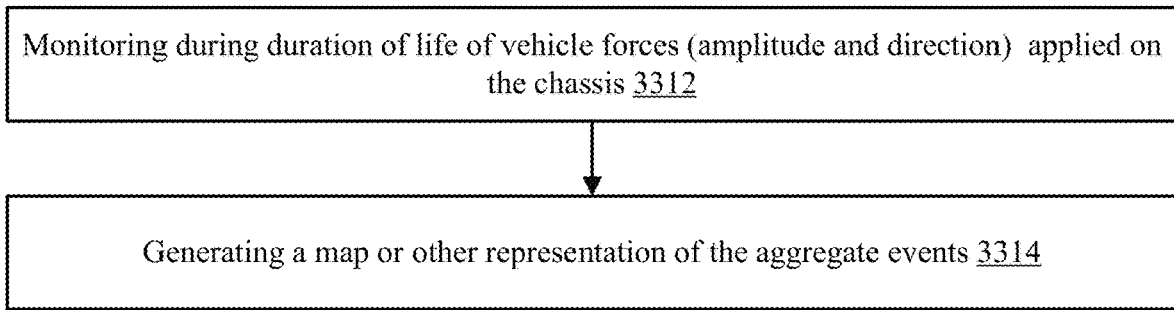 Monitoring during duration of life of vehicle forces (amplitude and direction) applied on
the chassis 3312
Generating a map or other representation of the aggregate events 3314